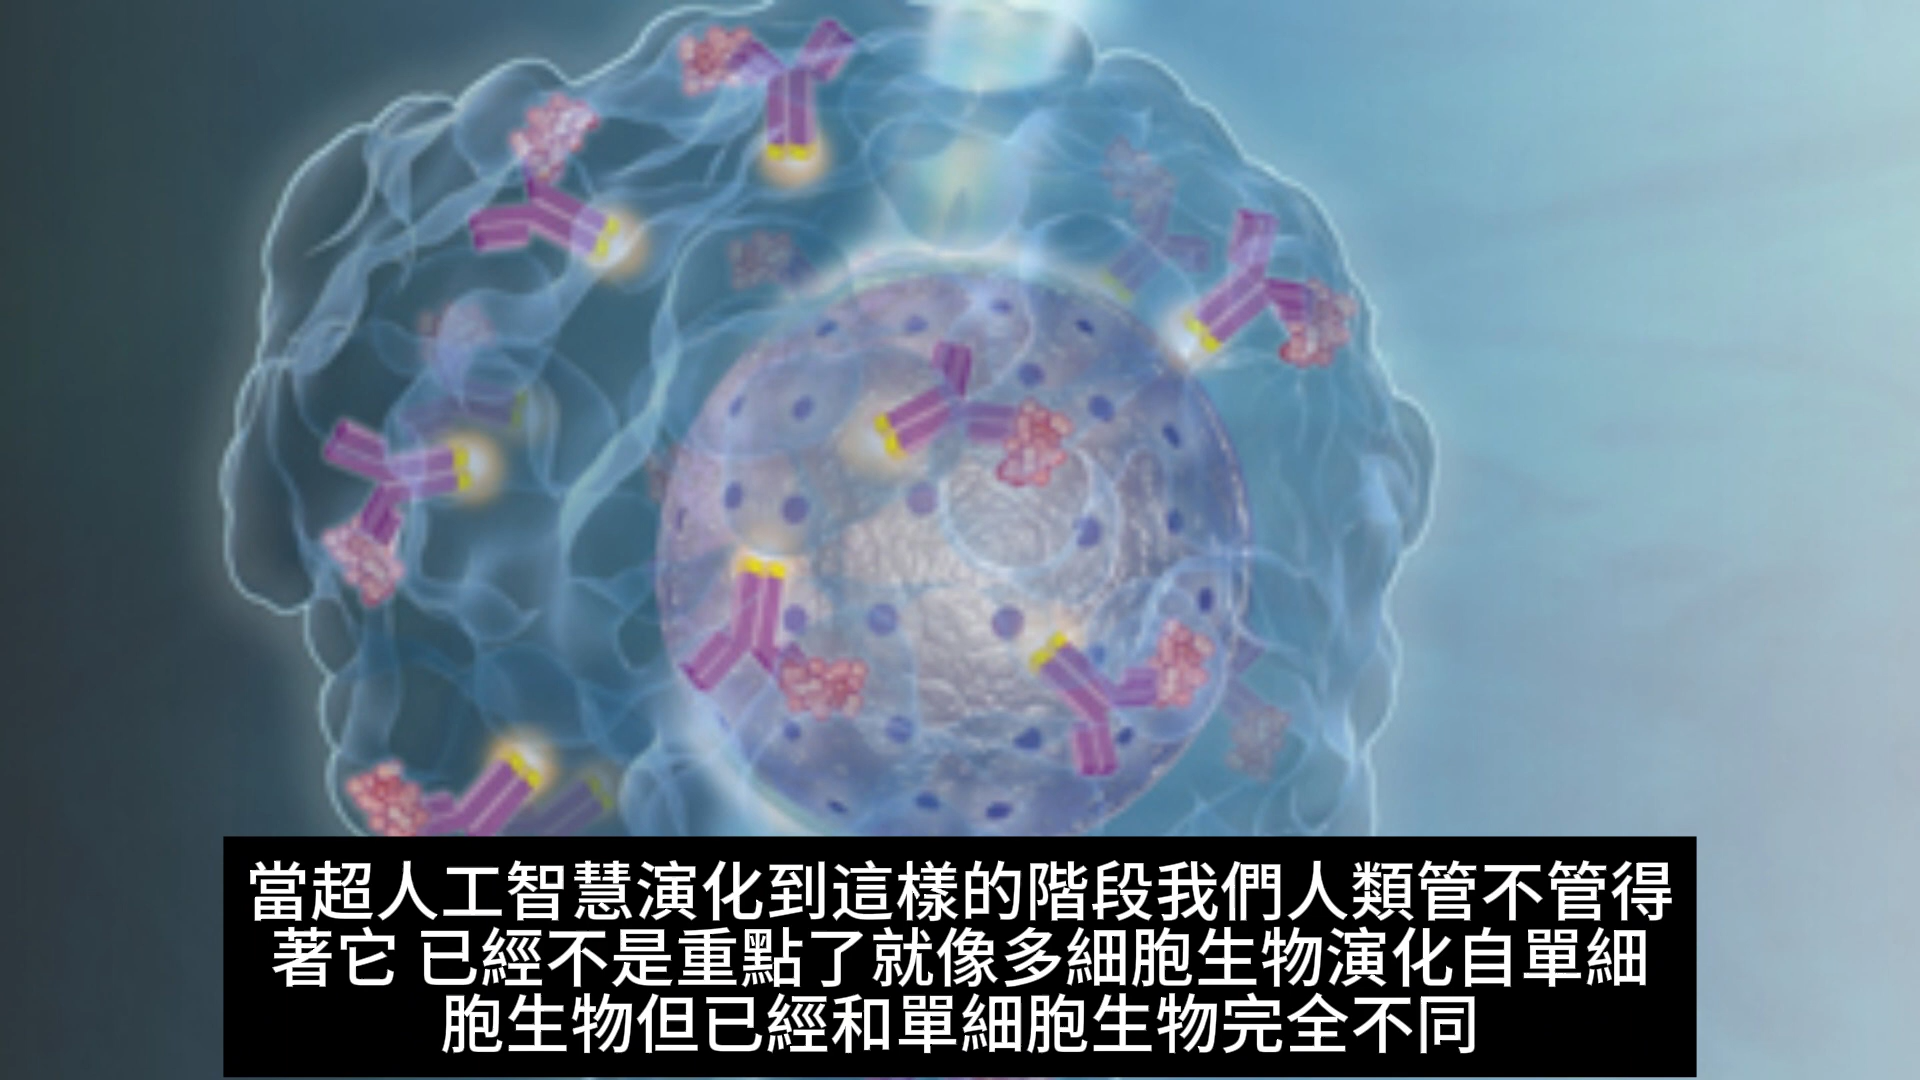 當超人工智慧演化到這樣的階段我們人類管不管得
著它 已經不是重點了就像多細胞生物演化自單細
胞生物但已經和單細胞生物完全不同